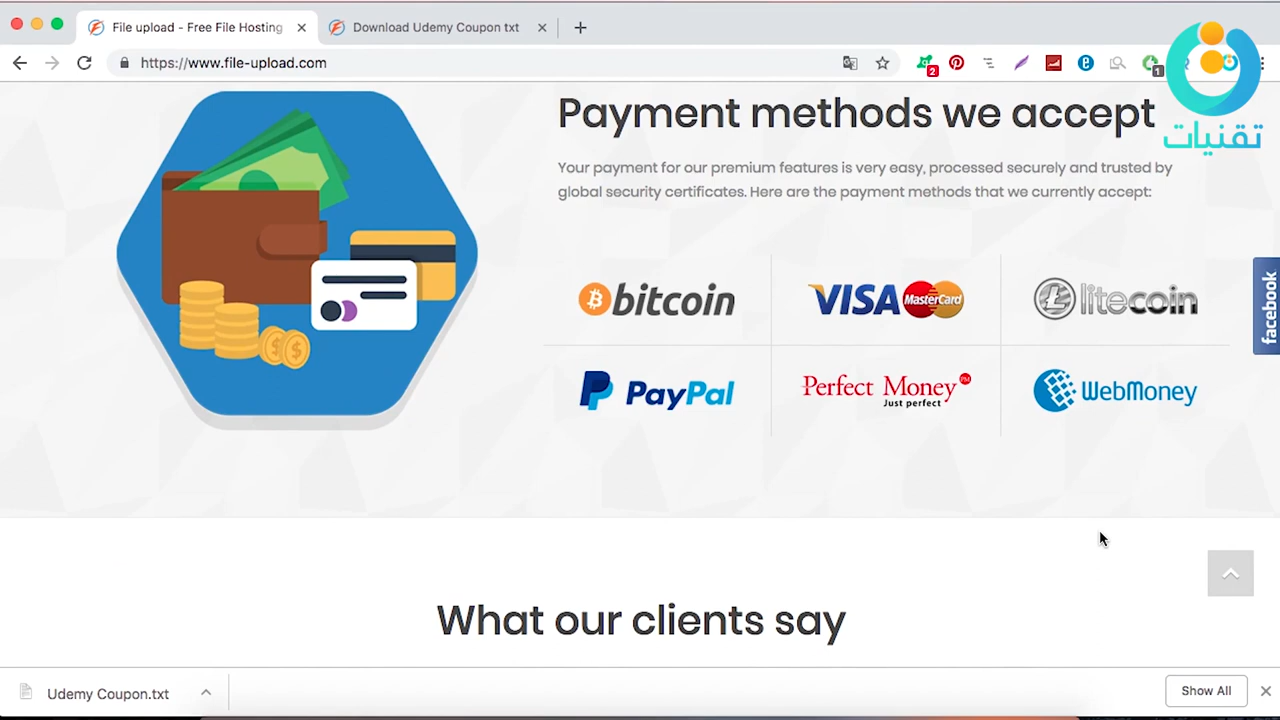 File upload - Free File Hosting
Download Udemy Coupon txt
https://www.file-upload.com
2
1
تقنيات
Payment methods we accept
Your payment for our premium features is very easy, processed securely and trusted by
global security certificates. Here are the payment methods that we currently accept:
bitcoin
VISA MasterCard
litecoin
PayPal
Perfect Money PM
Just perfect
WebMoney
facebook
What our clients say
Udemy Coupon.txt
Show All